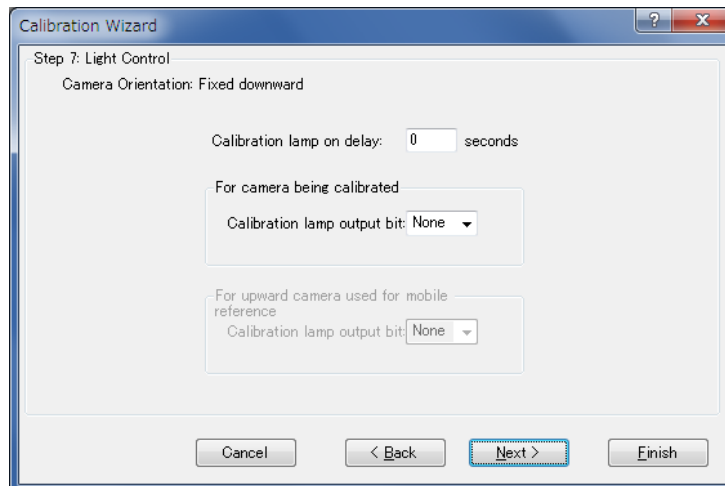 Calibration Wizard
Step 7: Light Control
Camera Orientation: Fixed downward
Calibration lamp on delay: 0 seconds
For camera being calibrated
Calibration lamp output bit: None
For upward camera used for mobile
reference
Calibration lamp output bit: None
Cancel < Back Next > Finish